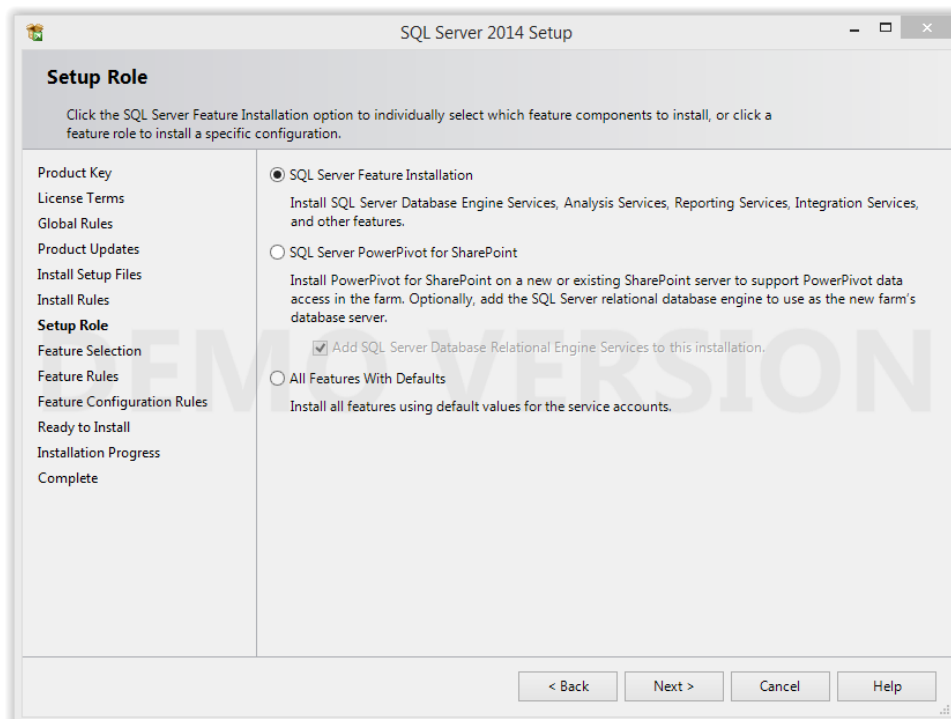 SQL Server 2014 Setup
Setup Role
Click the SQL Server Feature Installation option to individually select which feature components to install, or click a
feature role to install a specific configuration.
Product Key
License Terms
Global Rules
Product Updates
Install Setup Files
Install Rules
Setup Role
Feature Selection
Feature Rules
Feature Configuration Rules
Ready to Install
Installation Progress
Complete
SQL Server Feature Installation
Install SQL Server Database Engine Services, Analysis Services, Reporting Services, Integration Services,
and other features.
SQL Server PowerPivot for SharePoint
Install PowerPivot for SharePoint on a new or existing SharePoint server to support PowerPivot data
access in the farm. Optionally, add the SQL Server relational database engine to use as the new farm's
database server.
Add SQL Server Database Relational Engine Services to this installation.
All Features With Defaults
Install all features using default values for the service accounts.
DEMO VERSION
< Back
Next >
Cancel
Help